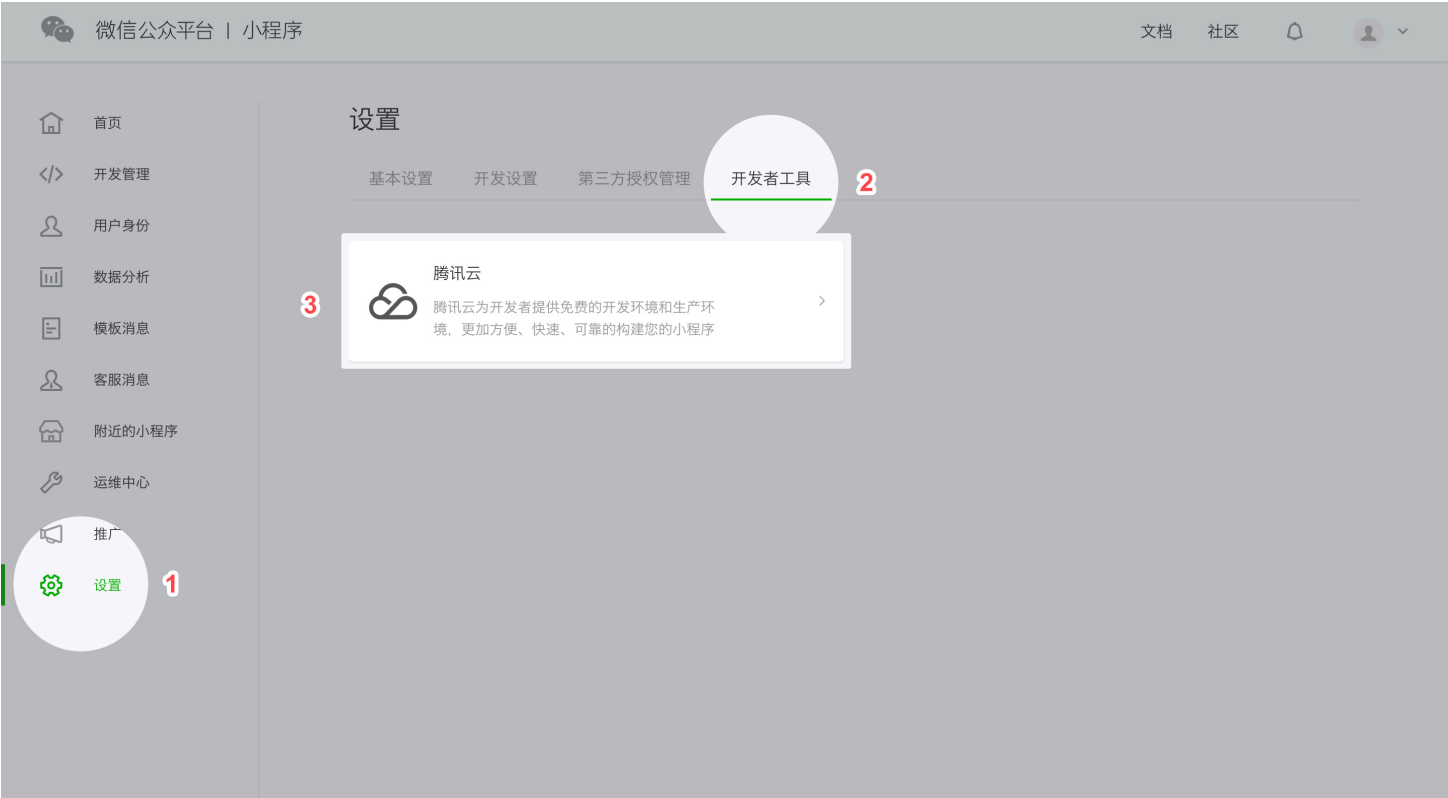 微信公众平台 | 小程序
文档
社区
首页
开发管理
用户身份
数据分析
模板消息
客服消息
附近的小程序
运维中心
推广
设置
1
设置
基本设置
开发设置
第三方授权管理
开发者工具
2
3
腾讯云
腾讯云为开发者提供免费的开发环境和生产环
境，更加方便、快速、可靠的构建您的小程序